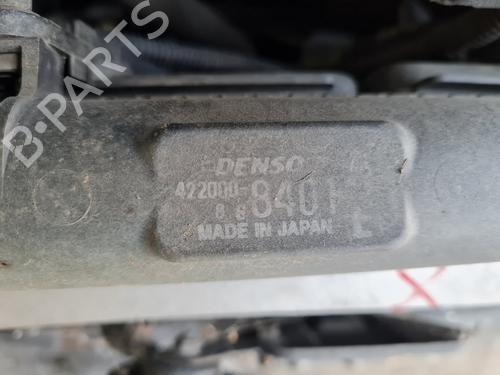 B-PARTS
DENSO
422000-8401
MADE IN JAPAN
L